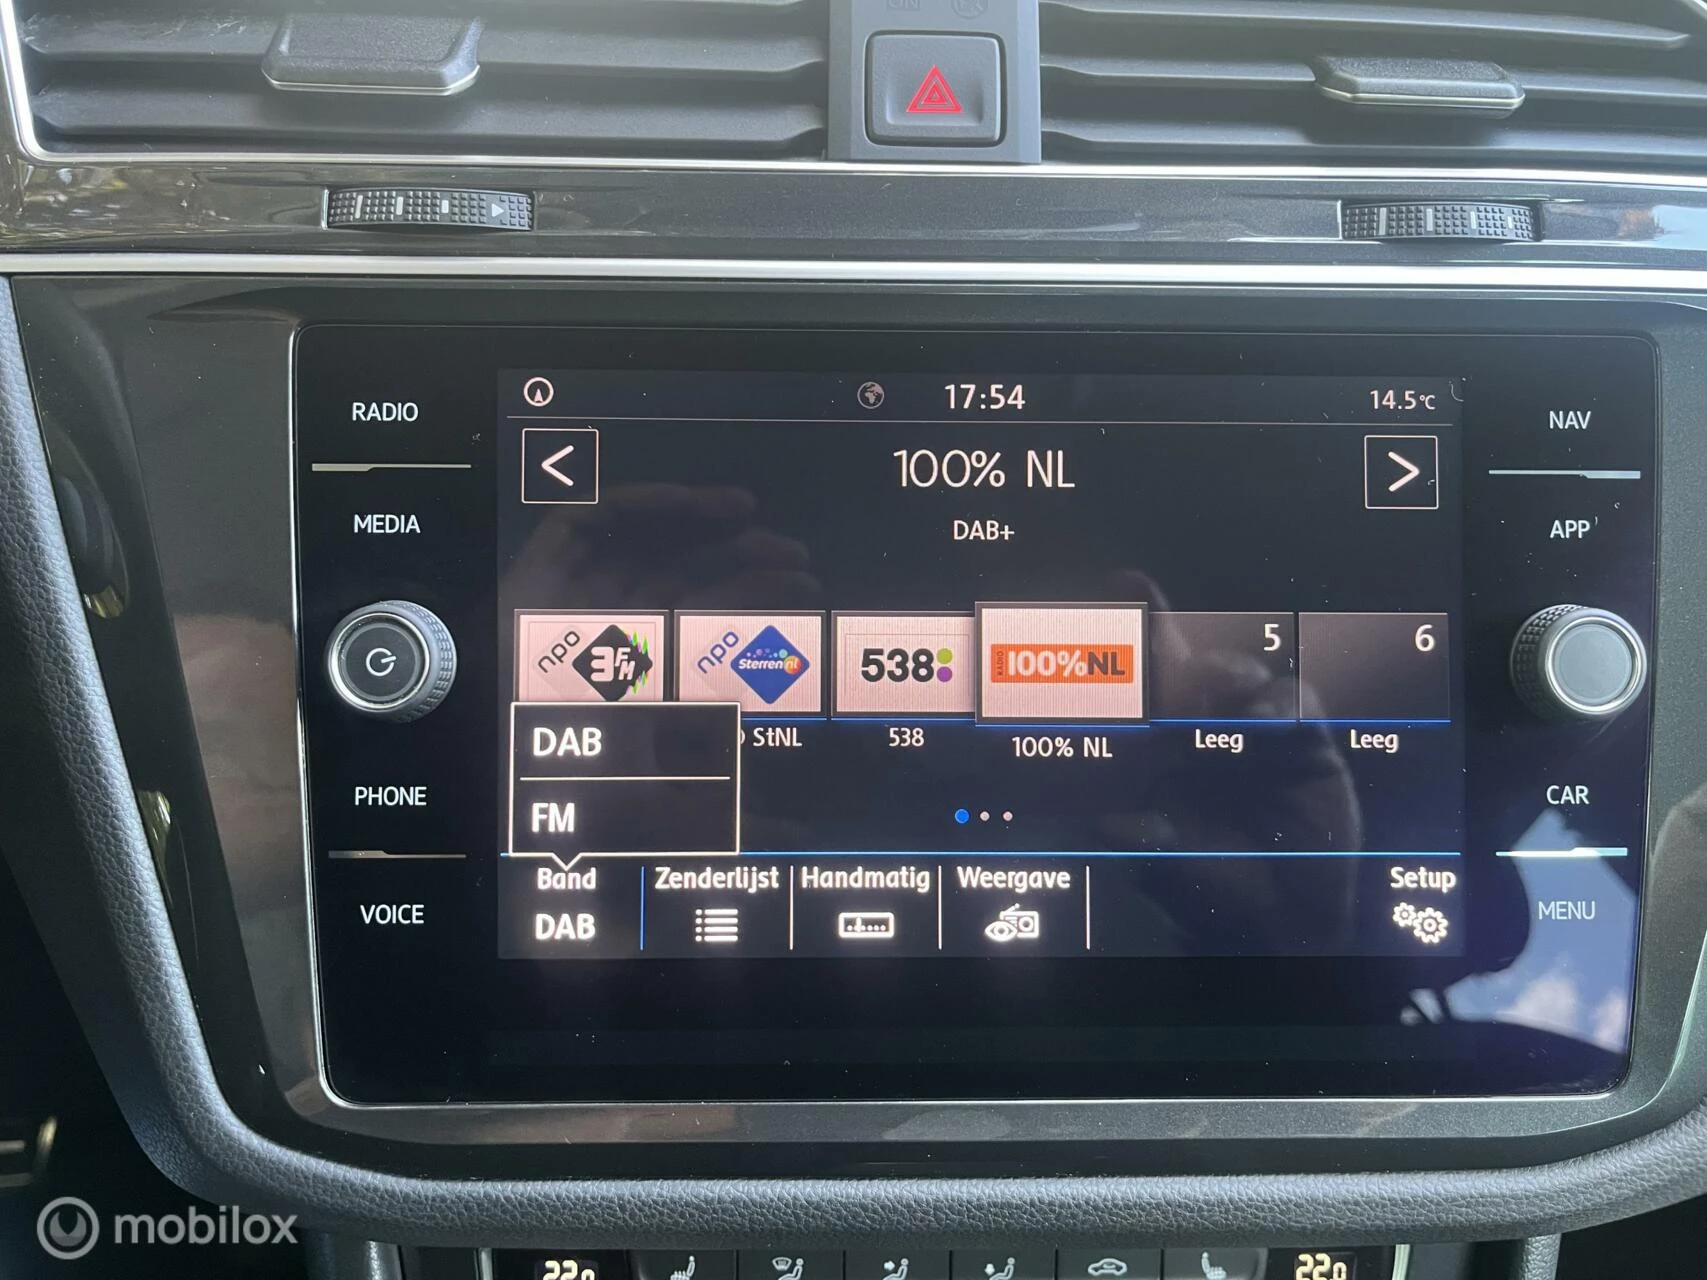 RADIO
MEDIA
PHONE
VOICE
NAV
APP
CAR
MENU
17:54
14.5°C
<
100% NL
>
DAB+
npo 3FM
npo Sterren nl
538
RADIO 100%NL
5
6
StNL
538
100% NL
Leeg
Leeg
DAB
FM
Band
DAB
Zenderlijst
Handmatig
Weergave
Setup
mobilox